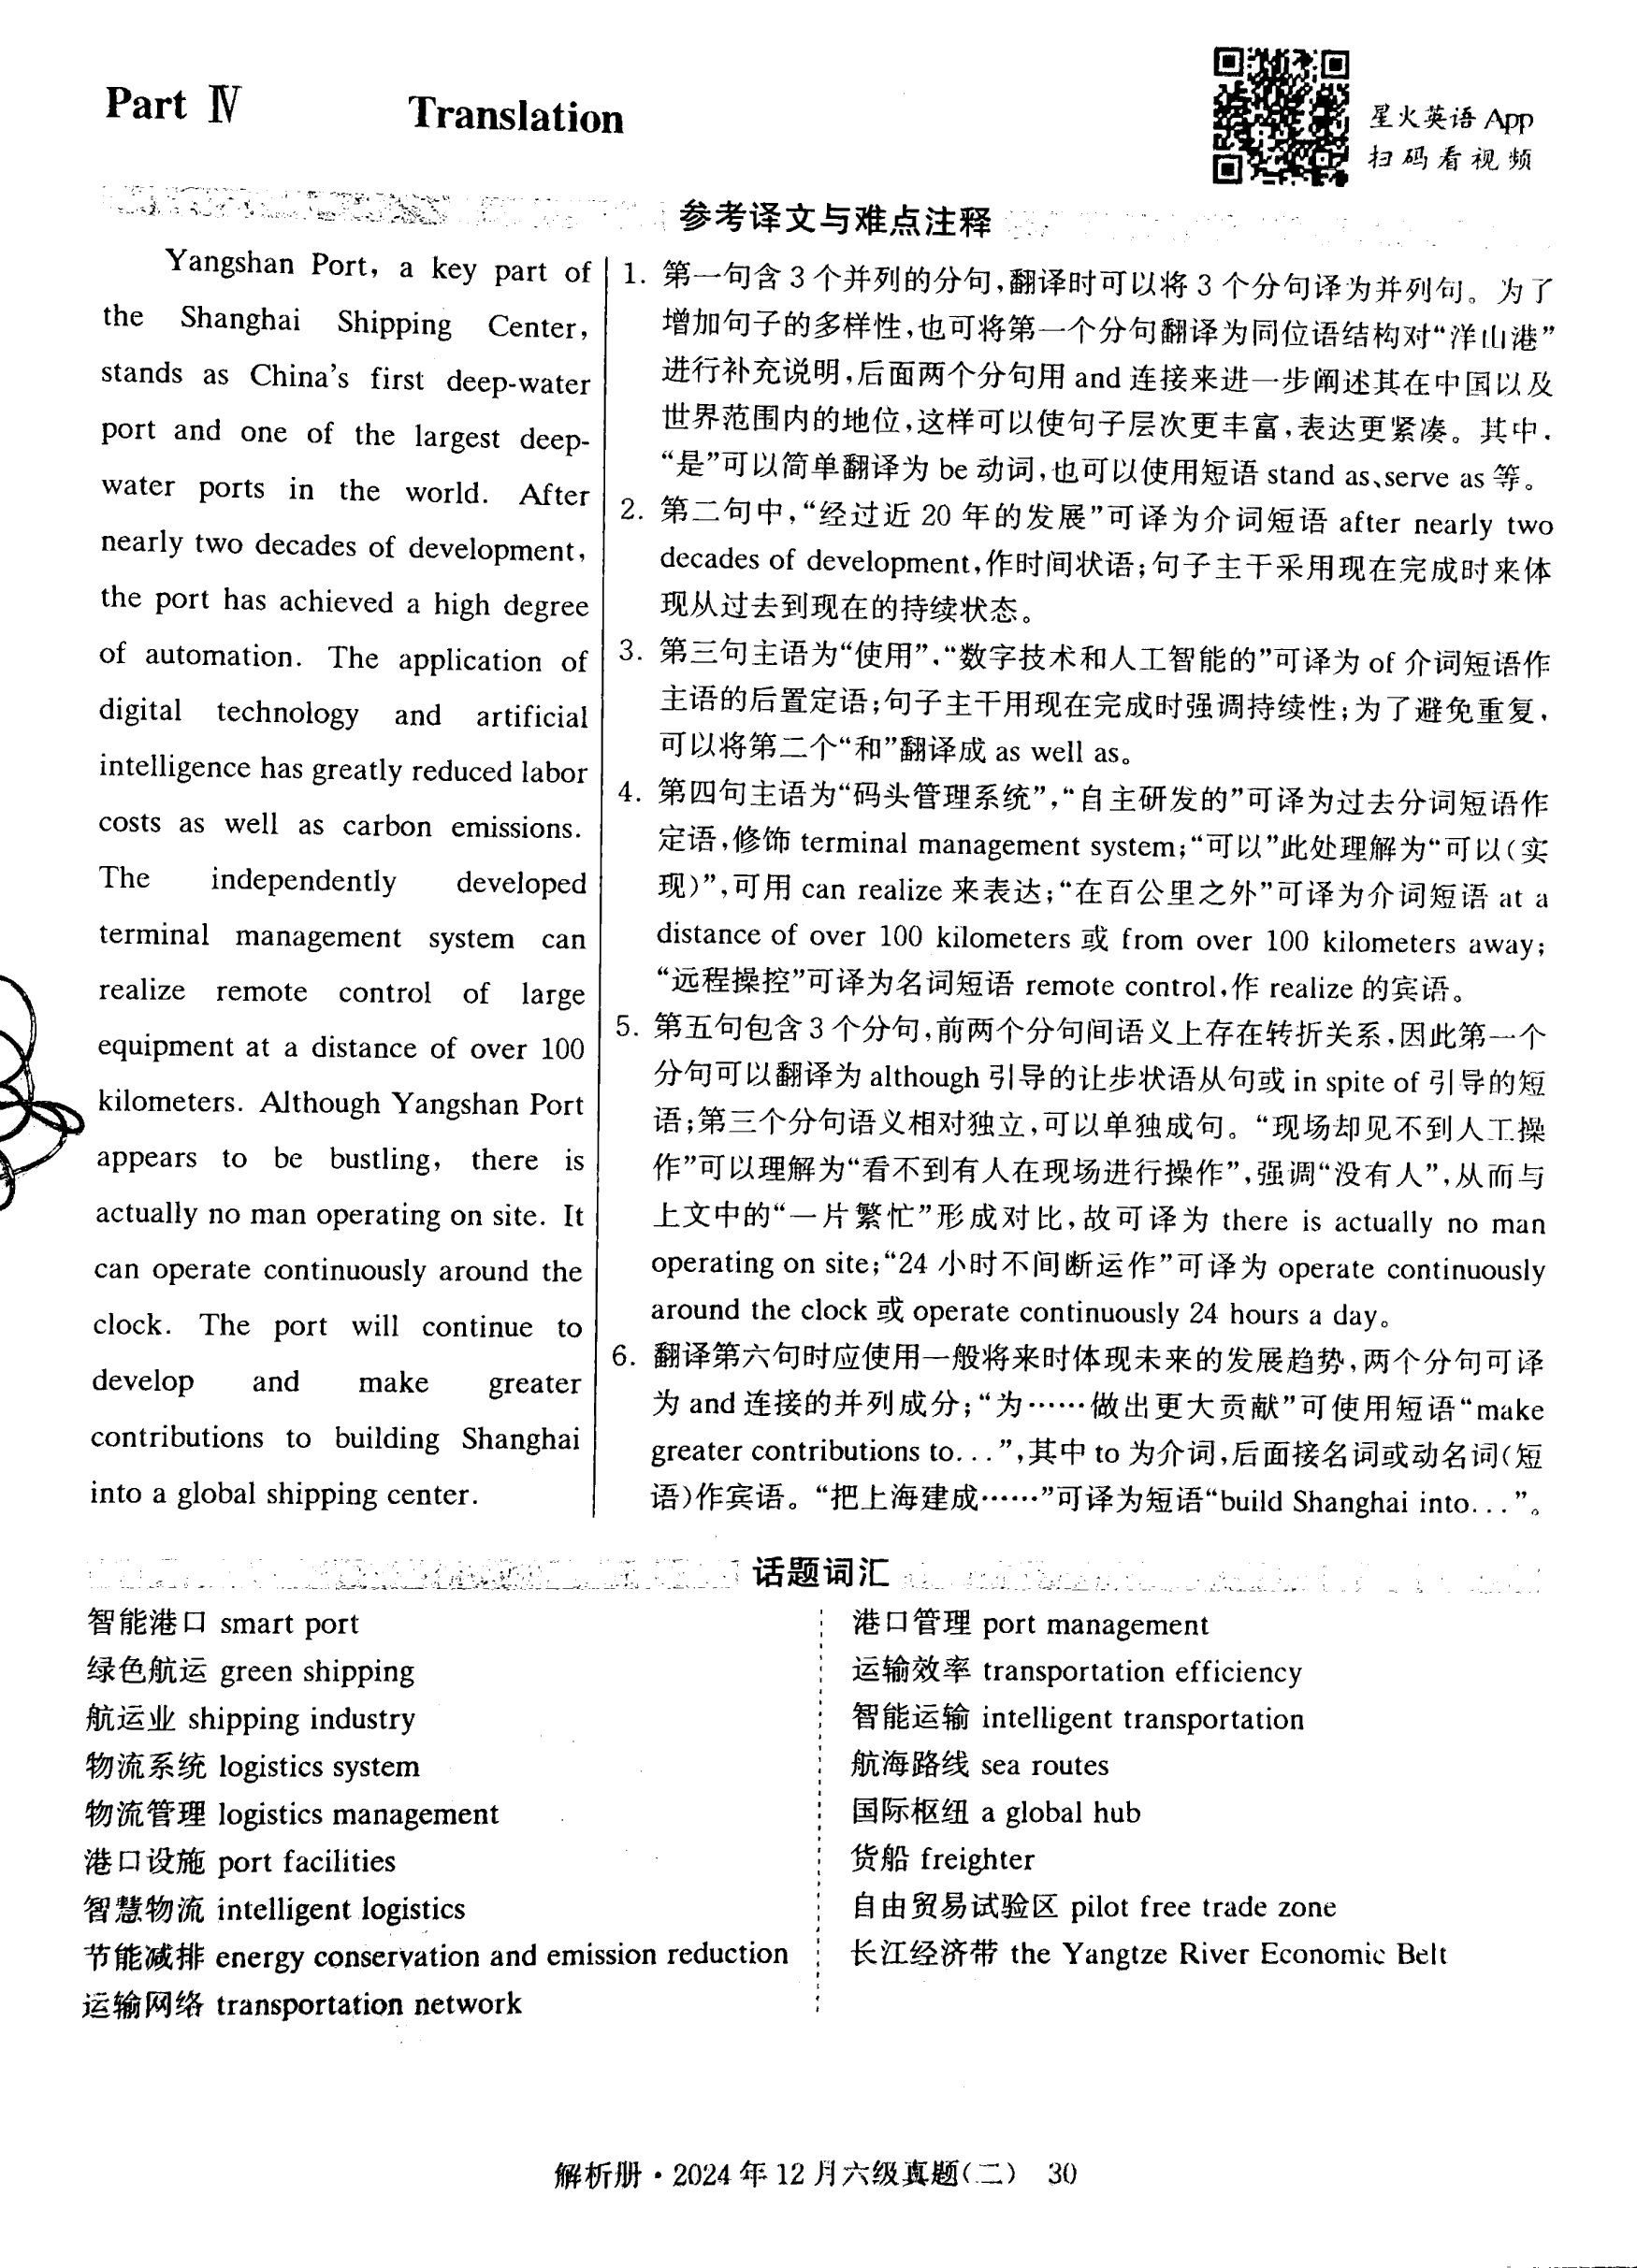 Part Ⅳ Translation
星火英语 App
扫码看视频
参考译文与难点注释
Yangshan Port, a key part of
the Shanghai Shipping Center,
stands as China's first deep-water
port and one of the largest deep-
water ports in the world. After
nearly two decades of development,
the port has achieved a high degree
of automation. The application of
digital technology and artificial
intelligence has greatly reduced labor
costs as well as carbon emissions.
The independently developed
terminal management system can
realize remote control of large
equipment at a distance of over 100
kilometers. Although Yangshan Port
appears to be bustling, there is
actually no man operating on site. It
can operate continuously around the
clock. The port will continue to
develop and make greater
contributions to building Shanghai
into a global shipping center.
1. 第一句含 3 个并列的分句,翻译时可以将 3 个分句译为并列句。为了
增加句子的多样性,也可将第一个分句翻译为同位语结构对“洋山港”
进行补充说明,后面两个分句用 and 连接来进一步阐述其在中国以及
世界范围内的地位,这样可以使句子层次更丰富,表达更紧凑。其中,
“是”可以简单翻译为 be 动词,也可以使用短语 stand as、serve as 等。
2. 第二句中,“经过近 20 年的发展”可译为介词短语 after nearly two
decades of development,作时间状语;句子主干采用现在完成时来体
现从过去到现在的持续状态。
3. 第三句主语为“使用”,“数字技术和人工智能的”可译为 of 介词短语作
主语的后置定语;句子主干用现在完成时强调持续性;为了避免重复,
可以将第二个“和”翻译成 as well as。
4. 第四句主语为“码头管理系统”,“自主研发的”可译为过去分词短语作
定语,修饰 terminal management system;“可以”此处理解为“可以(实
现)”,可用 can realize 来表达;“在百公里之外”可译为介词短语 at a
distance of over 100 kilometers 或 from over 100 kilometers away;
“远程操控”可译为名词短语 remote control,作 realize 的宾语。
5. 第五句包含 3 个分句,前两个分句间语义上存在转折关系,因此第一个
分句可以翻译为 although 引导的让步状语从句或 in spite of 引导的短
语;第三个分句语义相对独立,可以单独成句。“现场却见不到人工操
作”可以理解为“看不到有人在现场进行操作”,强调“没有人”,从而与
上文中的“一片繁忙”形成对比,故可译为 there is actually no man
operating on site;“24 小时不间断运作”可译为 operate continuously
around the clock 或 operate continuously 24 hours a day。
6. 翻译第六句时应使用一般将来时体现未来的发展趋势,两个分句可译
为 and 连接的并列成分;“为……做出更大贡献”可使用短语“make
greater contributions to...”,其中 to 为介词,后面接名词或动名词(短
语)作宾语。“把上海建成……”可译为短语“build Shanghai into...”。
话题词汇
智能港口 smart port
绿色航运 green shipping
航运业 shipping industry
物流系统 logistics system
物流管理 logistics management
港口设施 port facilities
智慧物流 intelligent logistics
节能减排 energy conservation and emission reduction
运输网络 transportation network
港口管理 port management
运输效率 transportation efficiency
智能运输 intelligent transportation
航海路线 sea routes
国际枢纽 a global hub
货船 freighter
自由贸易试验区 pilot free trade zone
长江经济带 the Yangtze River Economic Belt
解析册·2024 年 12 月六级真题(二) 30